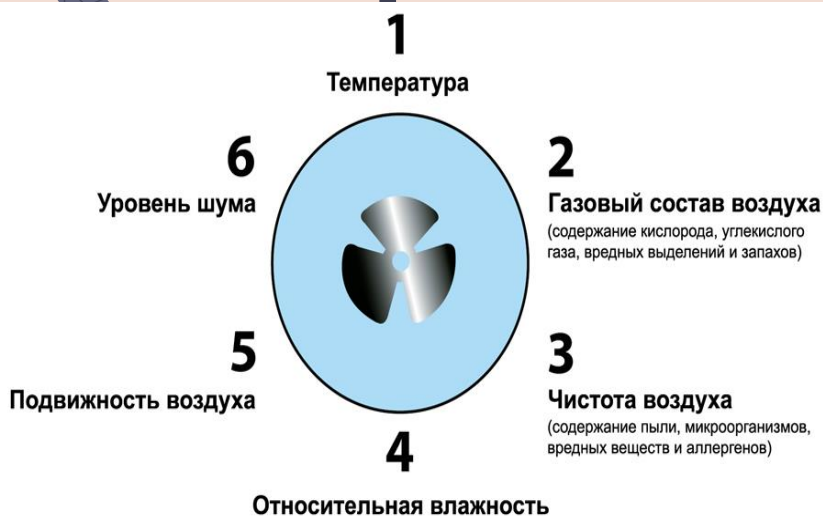 1
Температура
2
Газовый состав воздуха
(содержание кислорода, углекислого
газа, вредных выделений и запахов)
3
Чистота воздуха
(содержание пыли, микроорганизмов,
вредных веществ и аллергенов)
4
Относительная влажность
5
Подвижность воздуха
6
Уровень шума